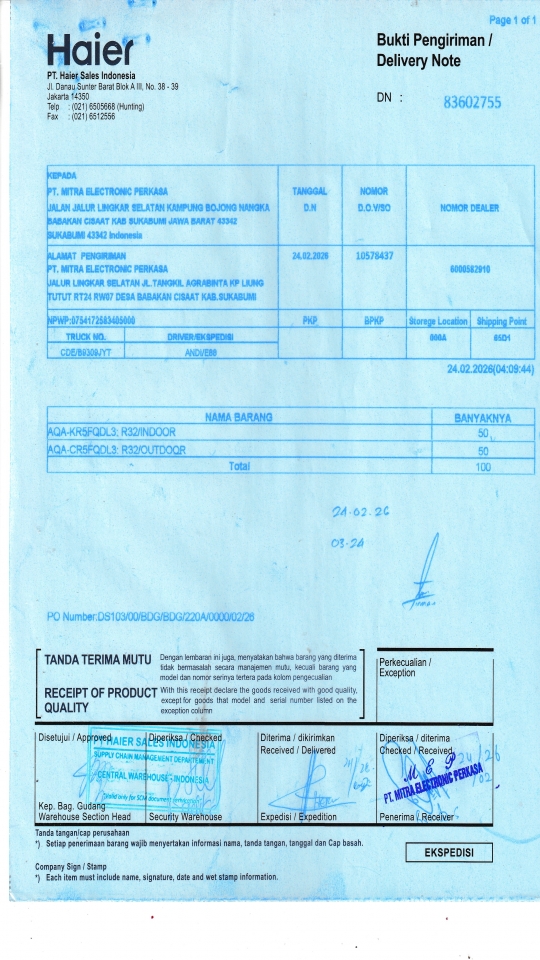 Page 1 of 1
Haier
Bukti Pengiriman /
Delivery Note
PT. Haier Sales Indonesia
Jl. Danau Sunter Barat Blok A III, No. 38 - 39
Jakarta 14350
Telp : (021) 6505668 (Hunting)
Fax : (021) 6512556
DN : 83602755
KEPADA
PT. MITRA ELECTRONIC PERKASA
JALAN JALUR LINGKAR SELATAN KAMPUNG BOJONG NANGKA
BABAKAN CISAAT KAB SUKABUMI JAWA BARAT 43342
SUKABUMI 43342 Indonesia
TANGGAL
D.N
NOMOR
D.O.Y/SO
NOMOR DEALER
ALAMAT PENGIRIMAN
PT. MITRA ELECTRONIC PERKASA
JALUR LINGKAR SELATAN JL.TANGKIL AGRABINTA KP LIUNG
TUTUT RT24 RW07 DESA BABAKAN CISAAT KAB.SUKABUMI
24.02.2026
10578437
6000582910
NPWP:0754172583405000
PKP
BPKP
Storege Location
Shipping Point
TRUCK NO.
DRIVER/EKSPEDISI
000A
65D1
CDE/B9309JYT
24.02.2026(04:09:44)
NAMA BARANG
BANYAKNYA
AQA-KR5FQDL3; R32/INDOOR
50
AQA-CR5FQDL3; R32/OUTDOOR
50
Total
100
24.02.26
03-24
PO Number:DS103/00/BDG/BDG/220A/0000/02/26
TANDA TERIMA MUTU
Dengan lembaran ini juga, menyatakan bahwa barang yang diterima
tidak bermasalah secara manajemen mutu, kecuali barang yang
model dan nomor serinya tertera pada kolom pengecualian
RECEIPT OF PRODUCT
QUALITY
With this receipt declare the goods received with good quality,
except for goods that model and serial number listed on the
exception column
Perkecualian /
Exception
Disetujui / Approved
Diperiksa / Checked
Diterima / dikirimkan
Received / Delivered
Diperiksa / diterima
Checked / Received
PT HAIER SALES INDONESIA
SUPPLY CHAIN MANAGEMENT DEPARTEMENT
CENTRAL WAREHOUSE - INDONESIA
M E P
PT. MITRA ELECTRONIC PERKASA
Kep. Bag. Gudang
Warehouse Section Head
Security Warehouse
Expedisi / Expedition
Penerima / Receiver
Tanda tangan/cap perusahaan
*) Setiap penerimaan barang wajib menyertakan informasi nama, tanda tangan, tanggal dan Cap basah.
EKSPEDISI
Company Sign / Stamp
*) Each item must include name, signature, date and wet stamp information.